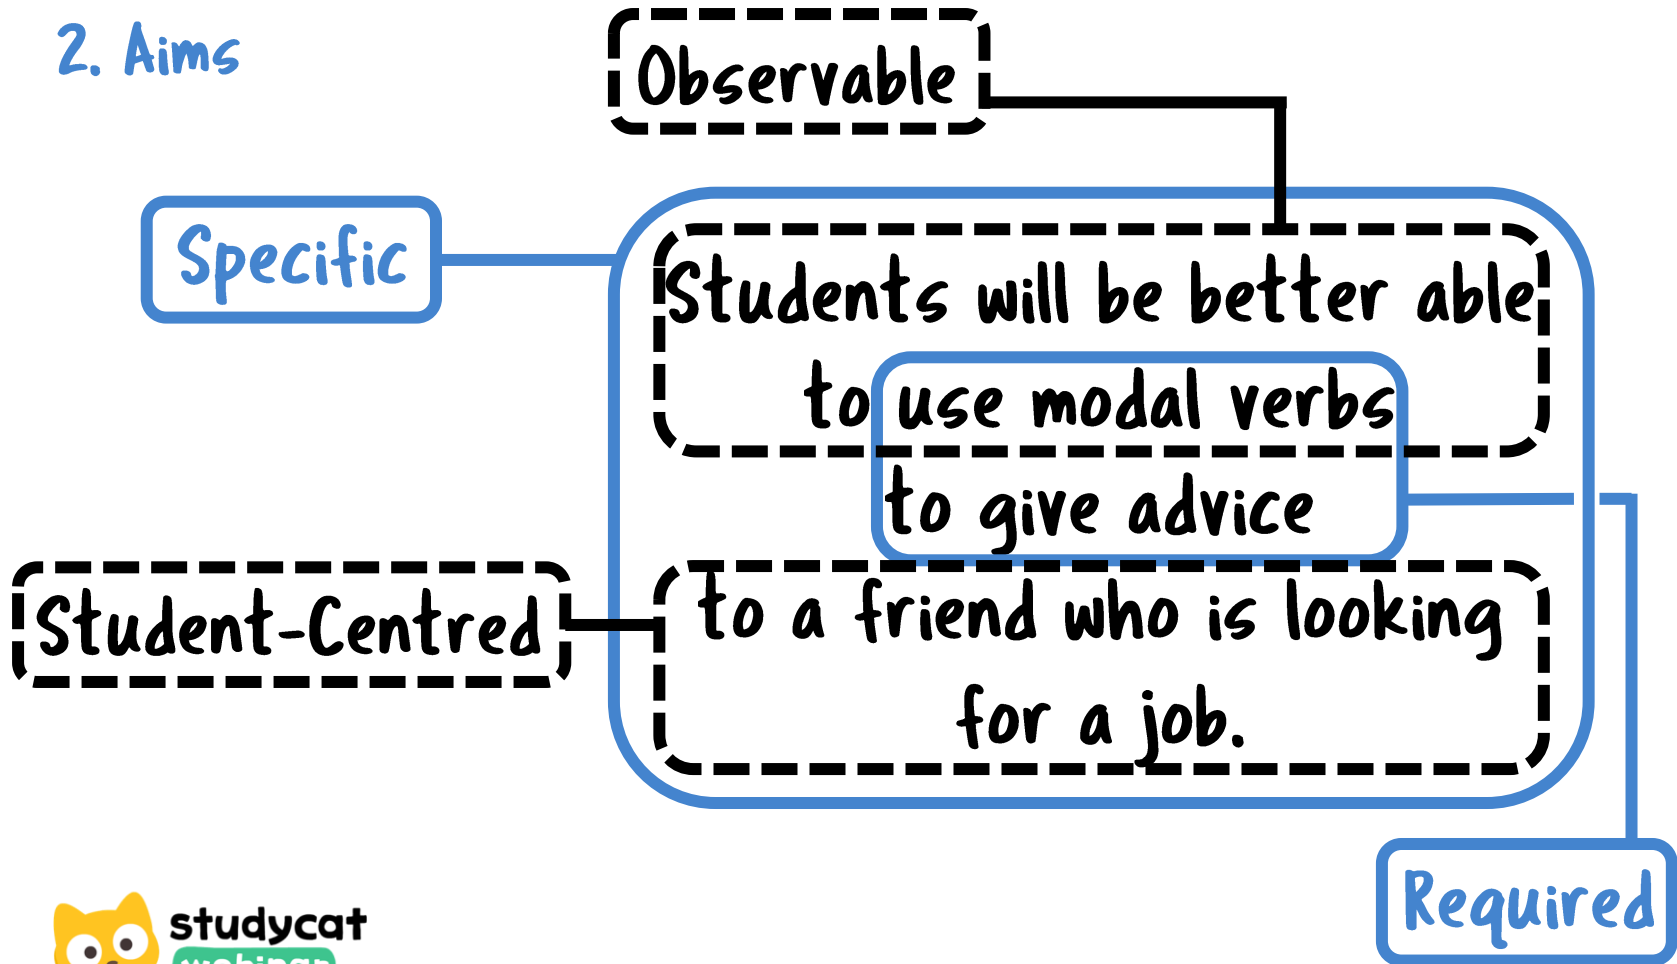 2. Aims
Observable
Specific
Students will be better able
to use modal verbs
to give advice
Student-Centred
to a friend who is looking
for a job.
Required
studycat
webinar